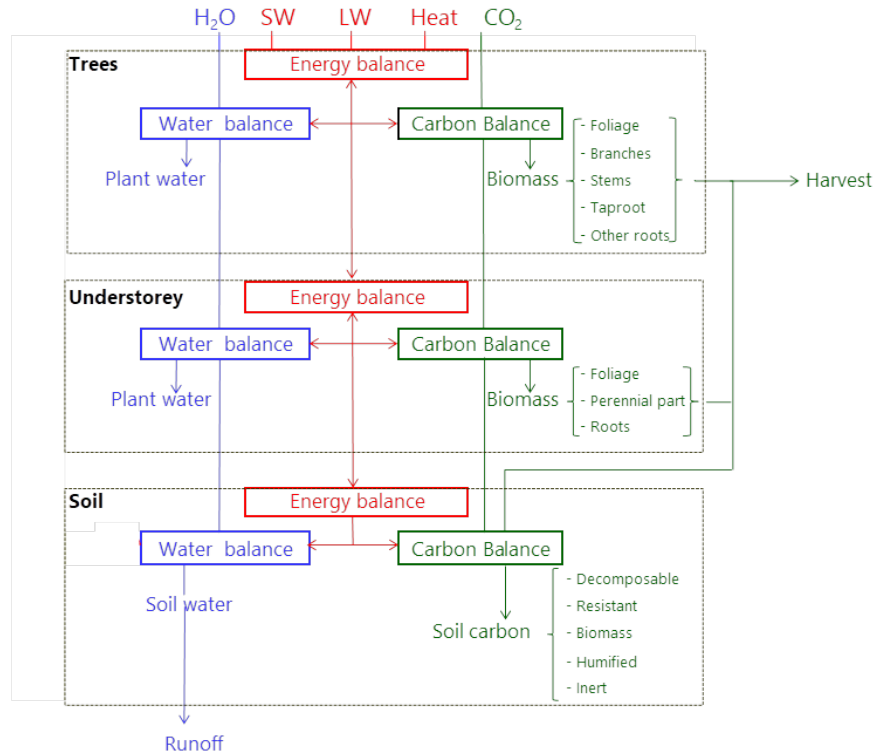 H₂O SW LW Heat CO₂
Trees
Energy balance
Water balance
Carbon Balance
Plant water
Biomass
- Foliage
- Branches
- Stems
- Taproot
- Other roots
Harvest
Understorey
Energy balance
Water balance
Carbon Balance
Plant water
Biomass
- Foliage
- Perennial part
- Roots
Soil
Energy balance
Water balance
Carbon Balance
Soil water
Soil carbon
- Decomposable
- Resistant
- Biomass
- Humified
- Inert
Runoff